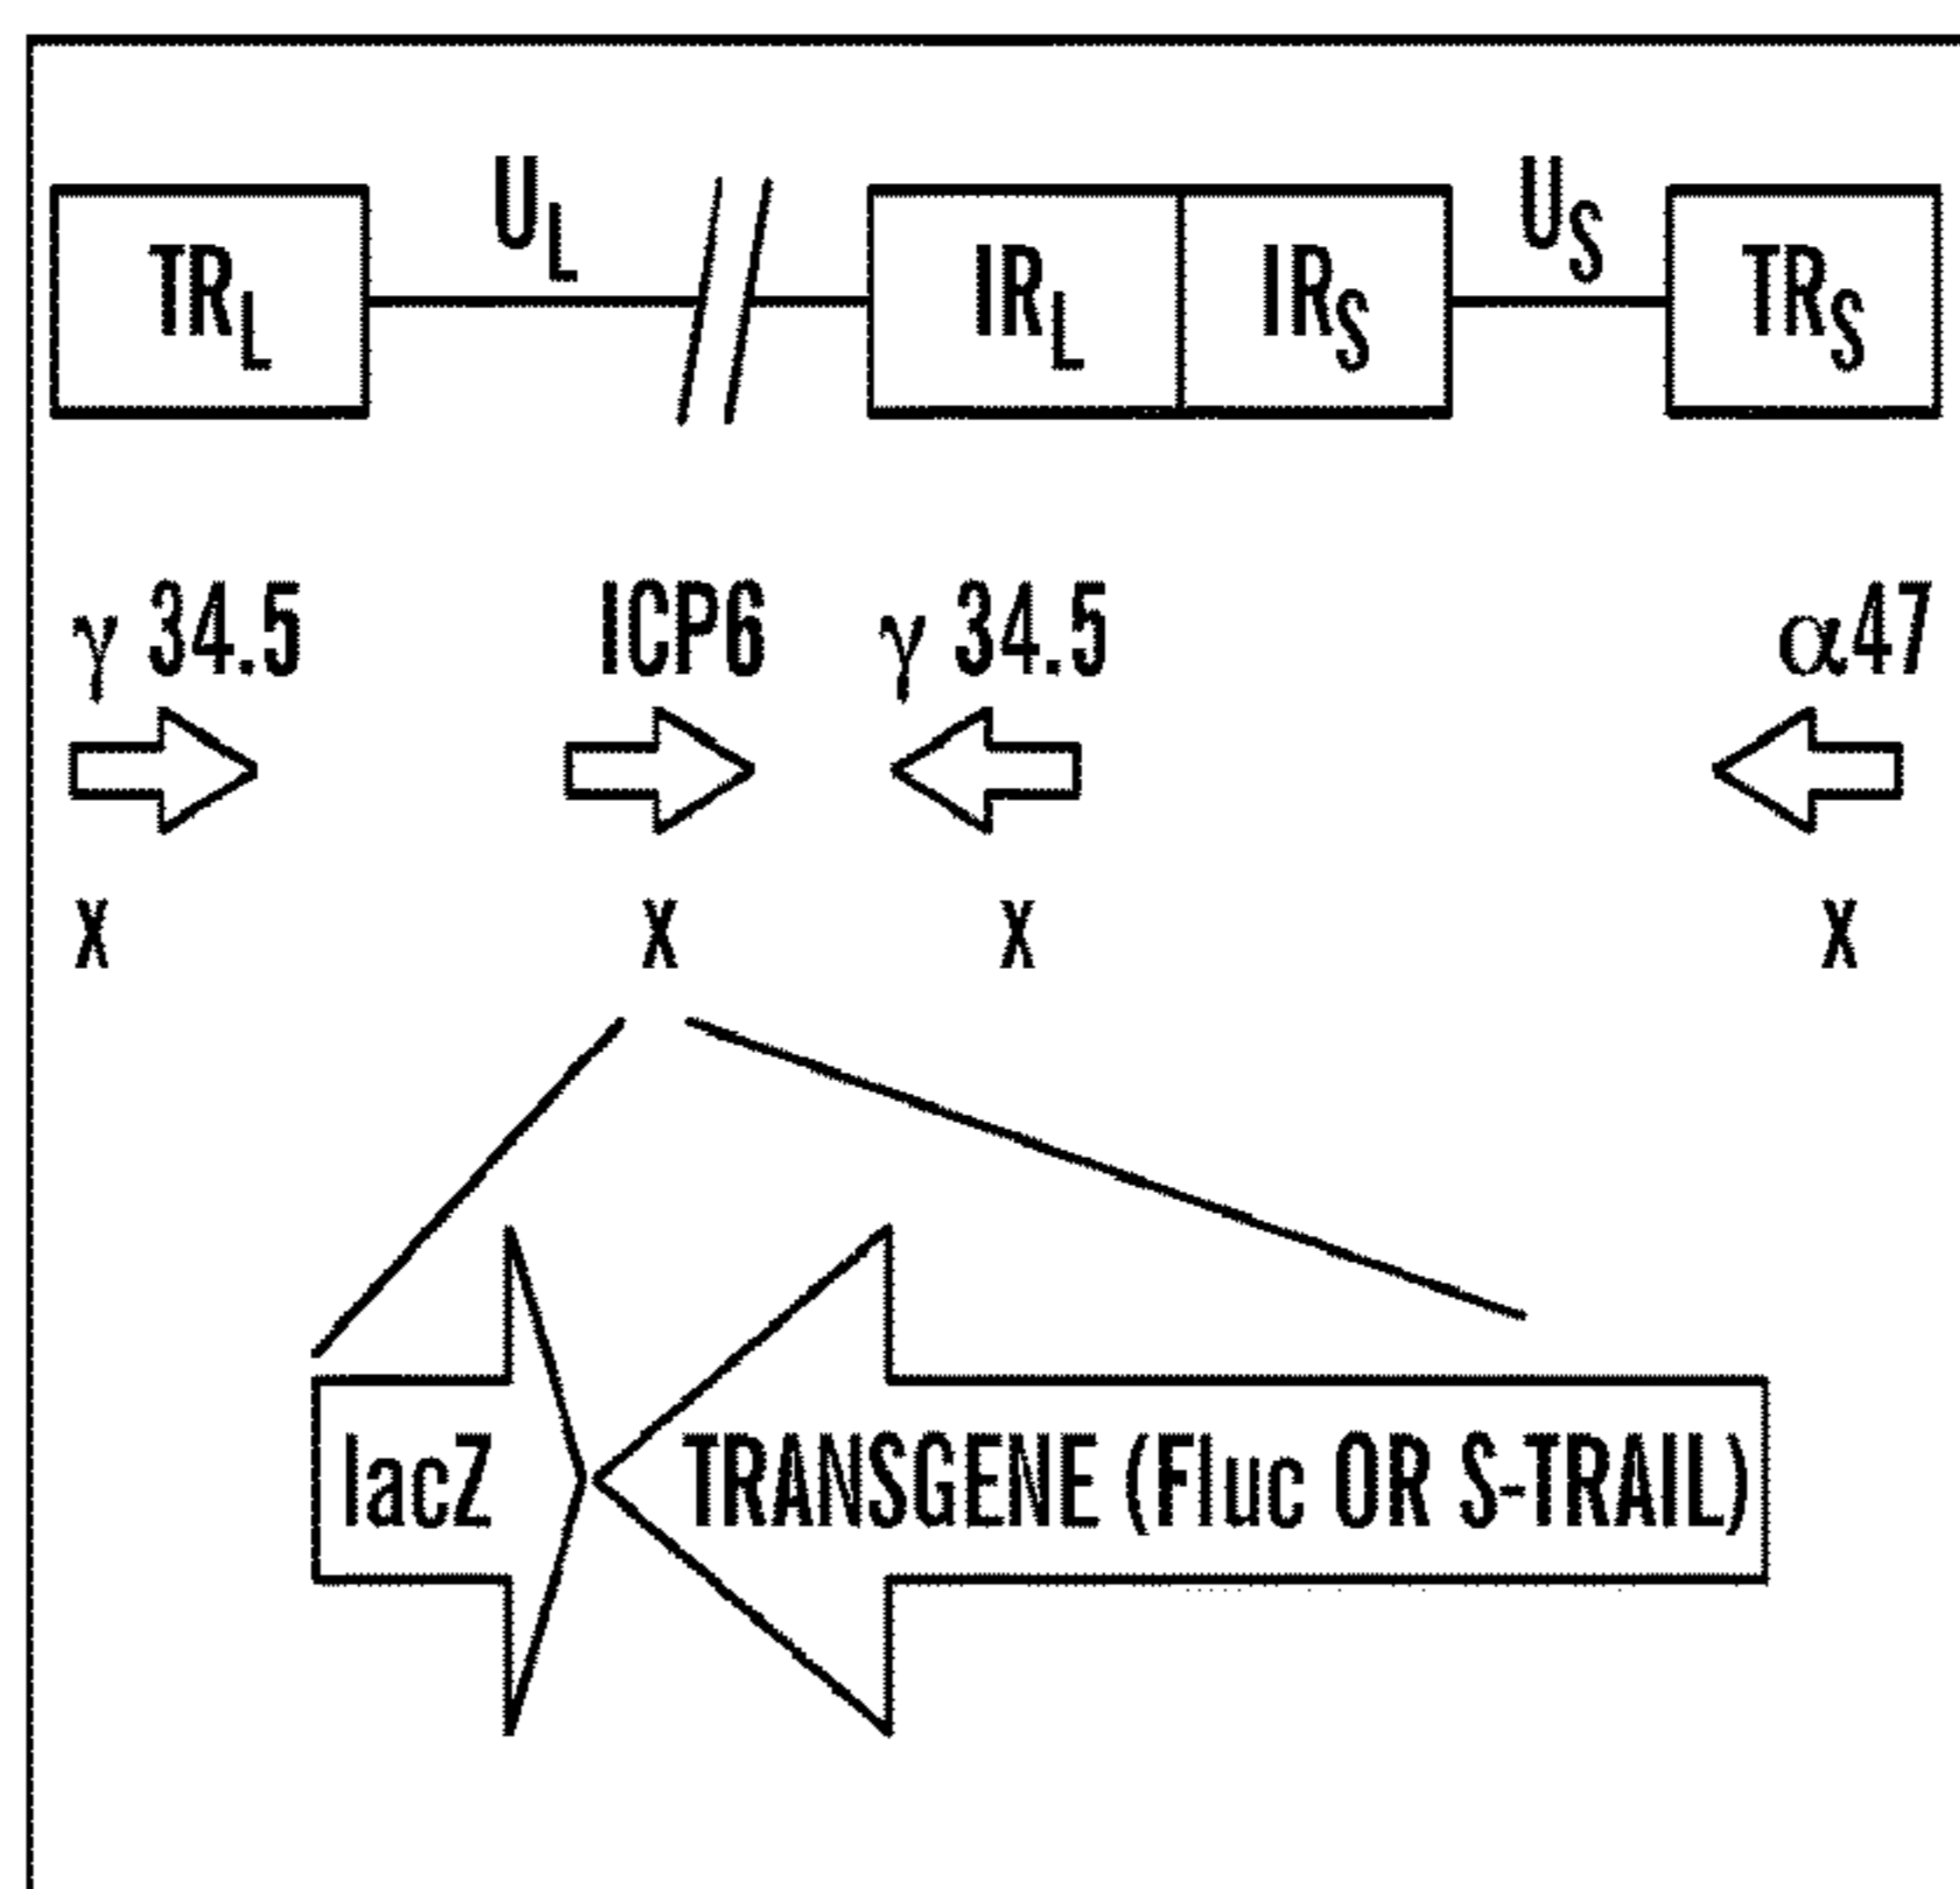 U_L U_S
TR_L IR_L IR_S TR_S
γ 34.5 ICP6 γ 34.5 α47
x x x x
lacZ TRANSGENE (Fluc OR S-TRAIL)